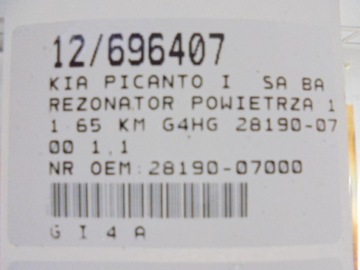 12/696407
KIA PICANTO I SA BA
REZONATOR POWIETRZA 1
1 65 KM G4HG 28190-07
00 1,1
NR OEM:28190-07000
G I 4 A